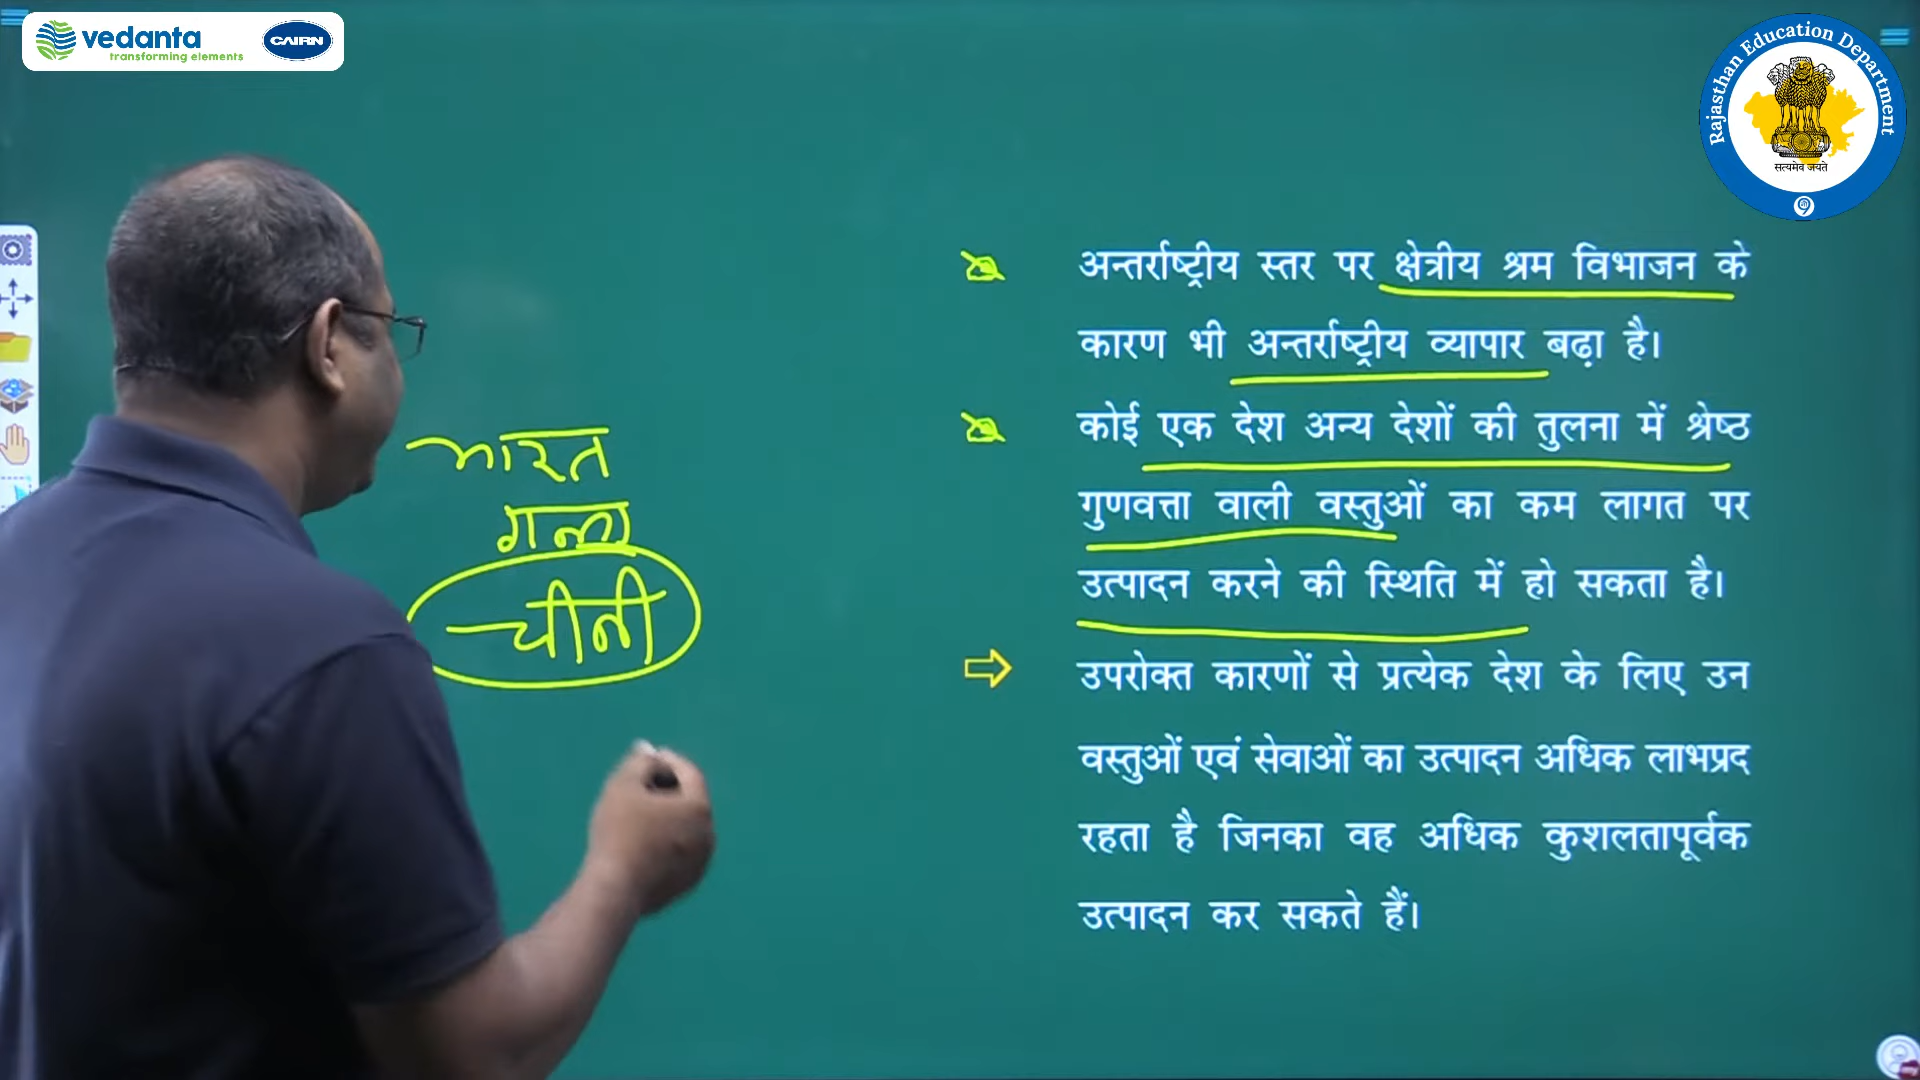 vedanta
transforming elements
CAIRN
Rajasthan Education Department
सत्यमेव जयते
अन्तर्राष्ट्रीय स्तर पर क्षेत्रीय श्रम विभाजन के
कारण भी अन्तर्राष्ट्रीय व्यापार बढ़ा है।
कोई एक देश अन्य देशों की तुलना में श्रेष्ठ
गुणवत्ता वाली वस्तुओं का कम लागत पर
उत्पादन करने की स्थिति में हो सकता है।
उपरोक्त कारणों से प्रत्येक देश के लिए उन
वस्तुओं एवं सेवाओं का उत्पादन अधिक लाभप्रद
रहता है जिनका वह अधिक कुशलतापूर्वक
उत्पादन कर सकते हैं।
भारत
चीनी